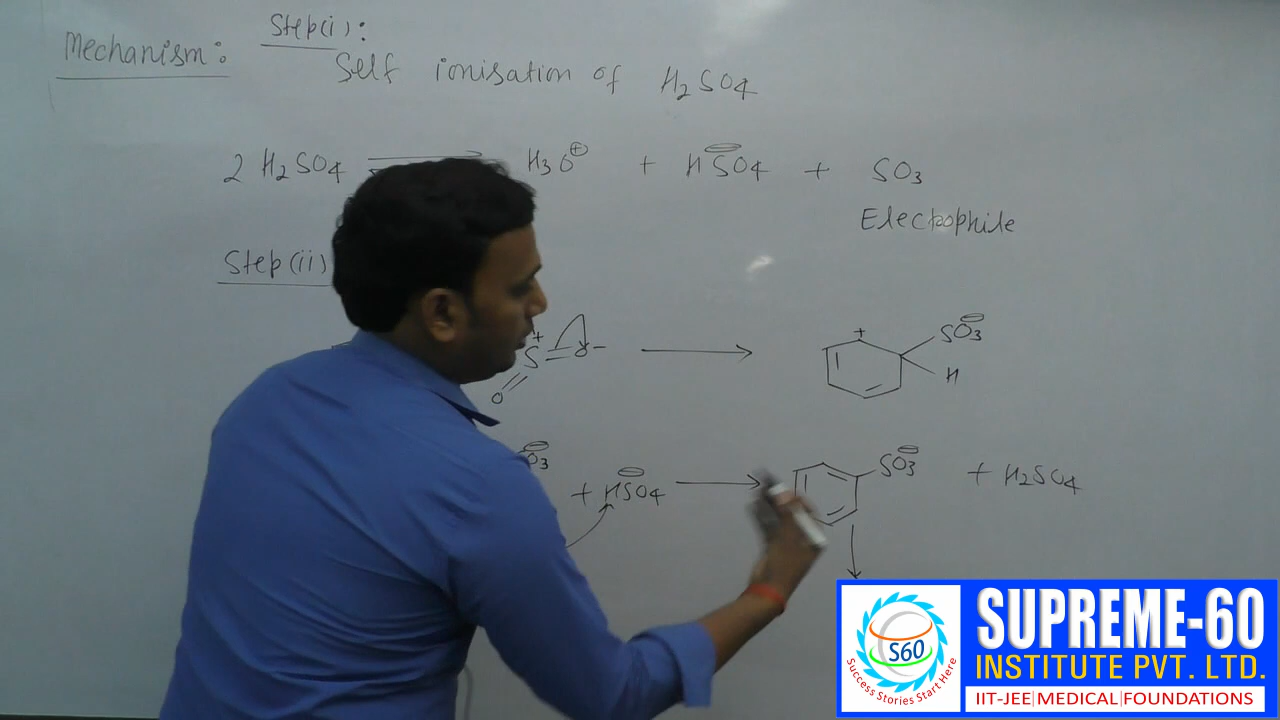 Mechanism: Step(i):
Self ionisation of H₂SO₄
2 H₂SO₄ ⇌ H₃O⊕ + HSO₄⊖ + SO₃
Electrophile
Step(ii)
S⁺ = O⁻ → + SO₃⊖
O H
SO₃⊖ + HSO₄⊖ → SO₃⊖ + H₂SO₄
S60
Success Stories Start Here
SUPREME-60
INSTITUTE PVT. LTD.
IIT-JEE|MEDICAL|FOUNDATIONS